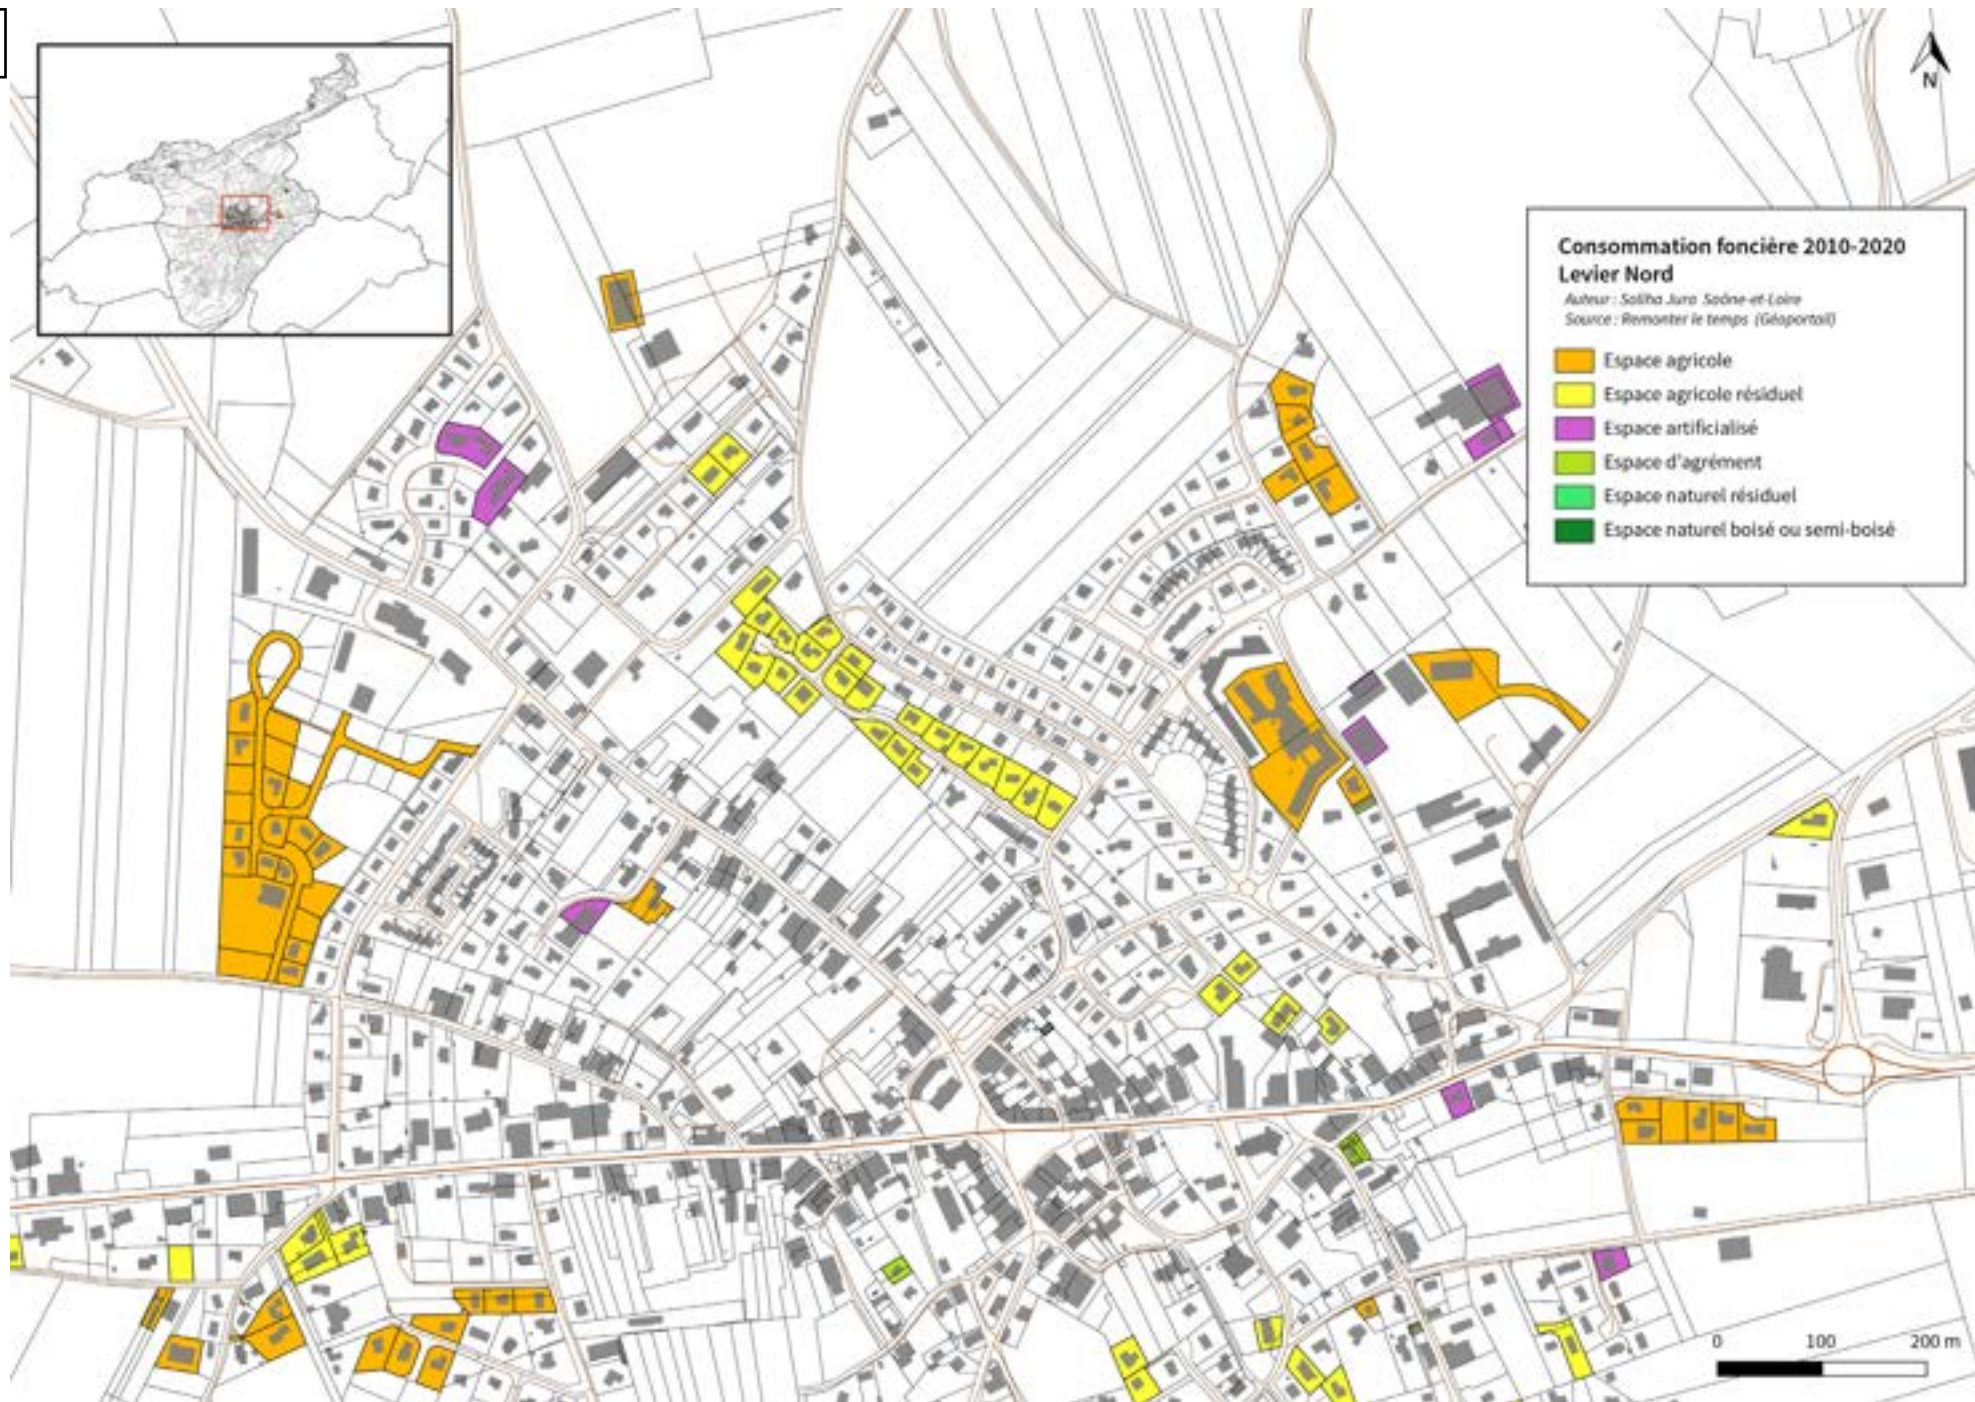 N
Consommation foncière 2010-2020
Levier Nord
Auteur : Soliha Jura Saône-et-Loire
Source : Remonter le temps (Géoportail)
Espace agricole
Espace agricole résiduel
Espace artificialisé
Espace d'agrément
Espace naturel résiduel
Espace naturel boisé ou semi-boisé
0 100 200 m